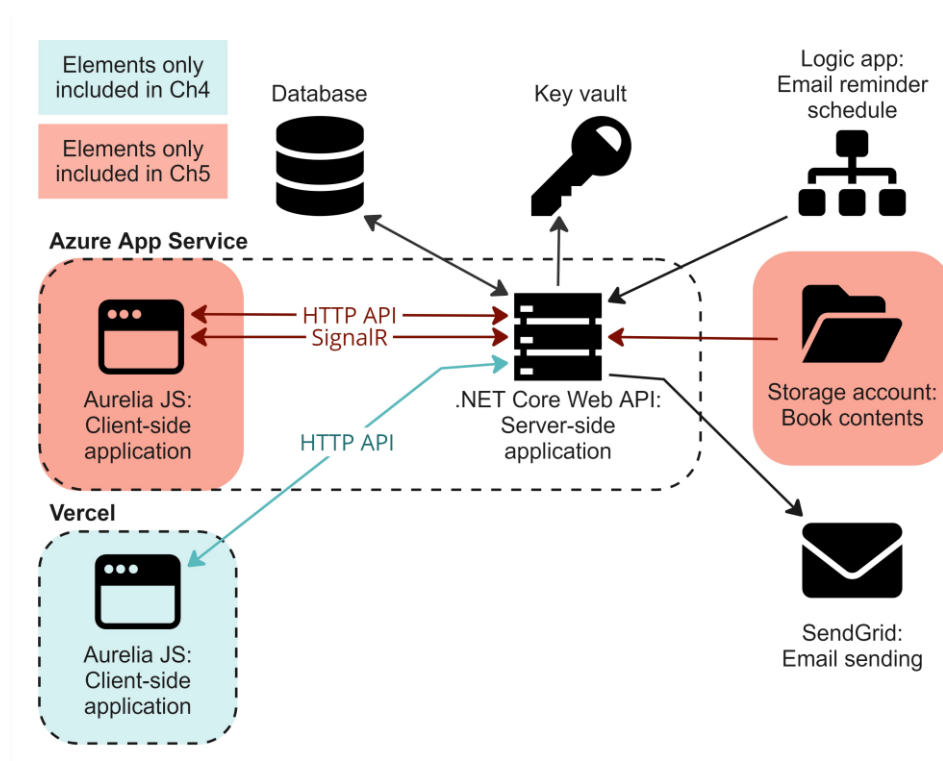 Elements only
included in Ch4
Elements only
included in Ch5
Database
Key vault
Logic app:
Email reminder
schedule
Azure App Service
HTTP API
SignalR
Aurelia JS:
Client-side
application
.NET Core Web API:
Server-side
application
Storage account:
Book contents
HTTP API
Vercel
Aurelia JS:
Client-side
application
SendGrid:
Email sending